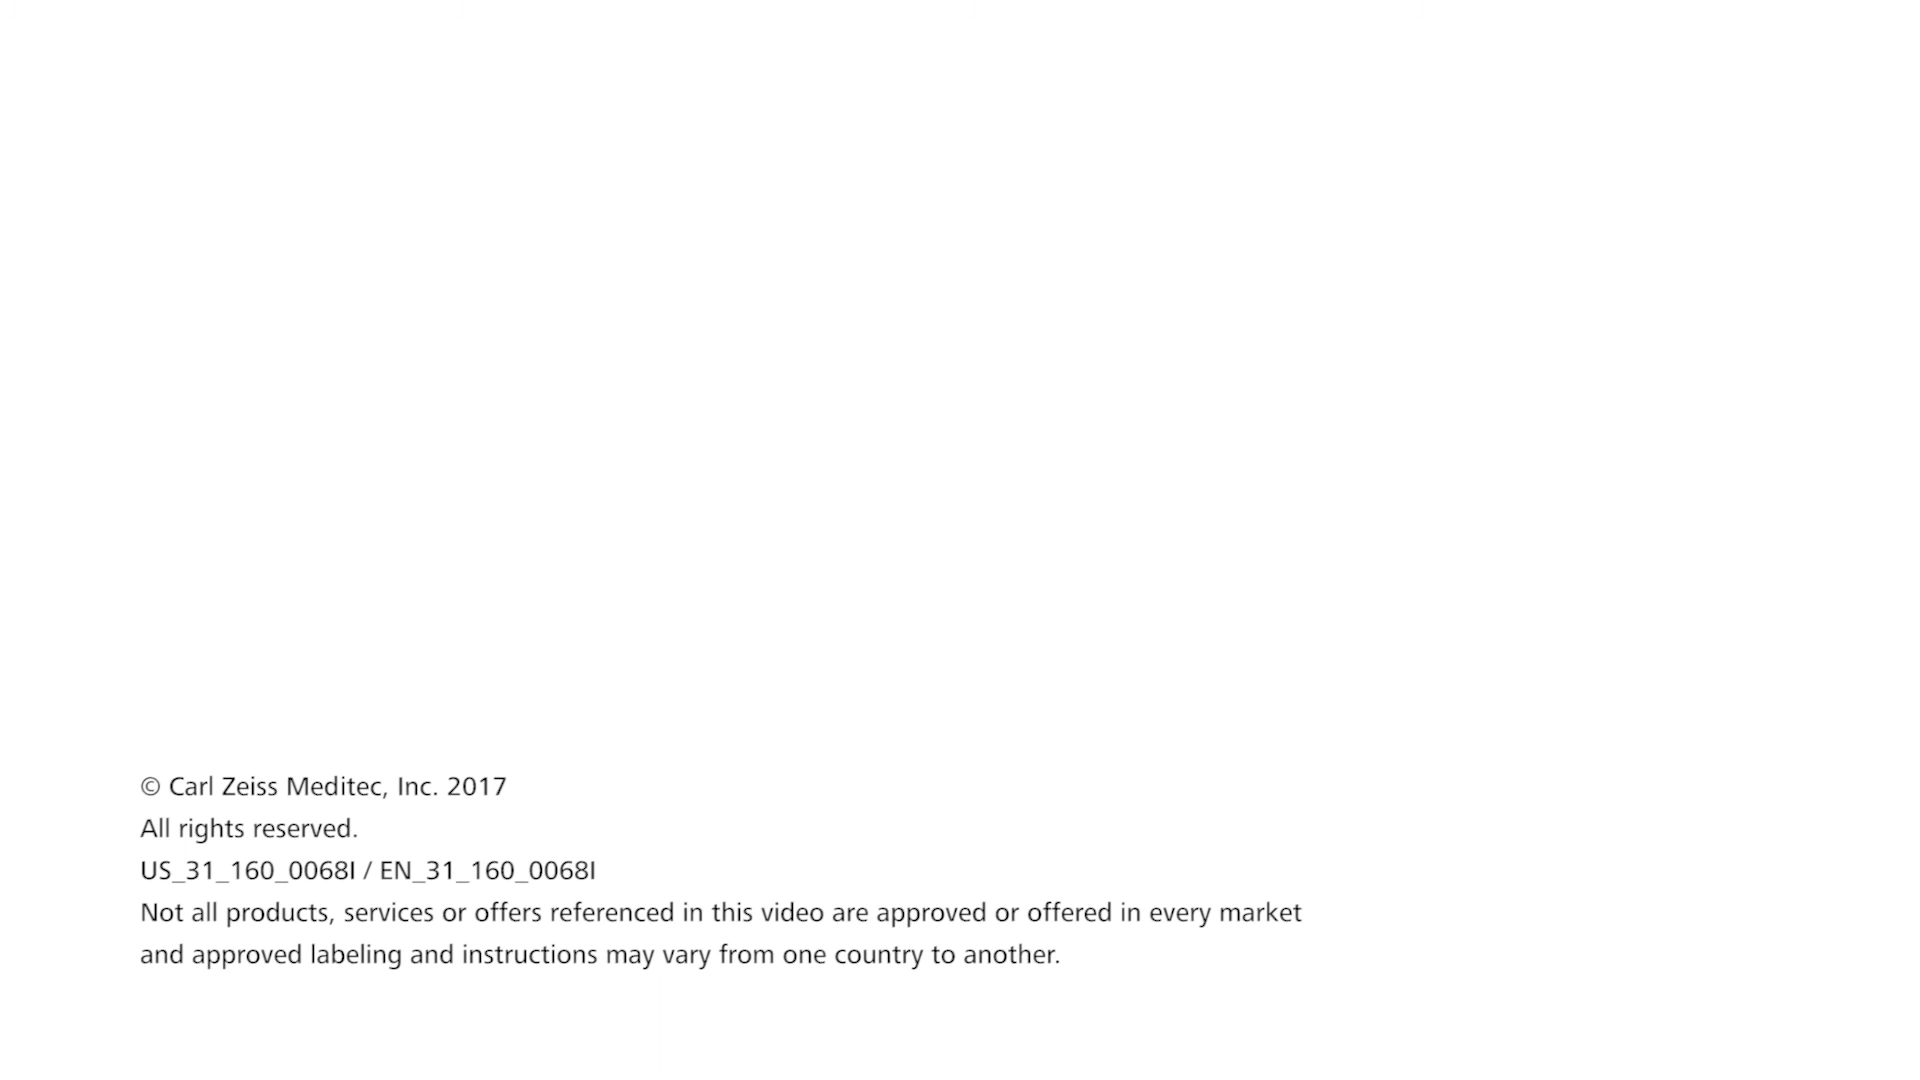 © Carl Zeiss Meditec, Inc. 2017
All rights reserved.
US_31_160_0068I / EN_31_160_0068I
Not all products, services or offers referenced in this video are approved or offered in every market
and approved labeling and instructions may vary from one country to another.